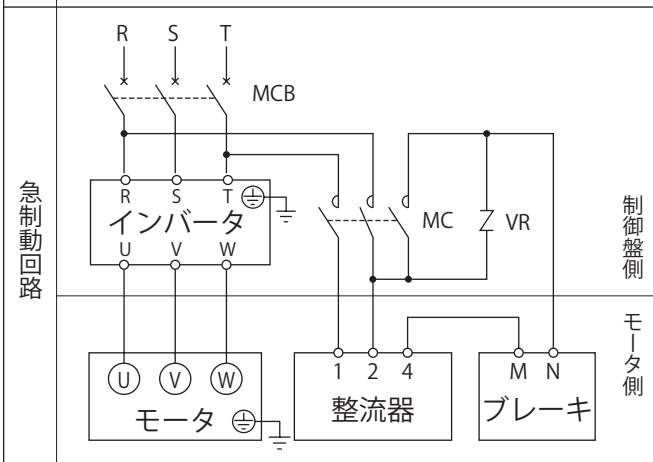 急制動回路
R S T
MCB
R S T
インバータ
U V W
MC
VR
制御盤側
モータ側
U V W
モータ
1 2 4
整流器
M N
ブレーキ